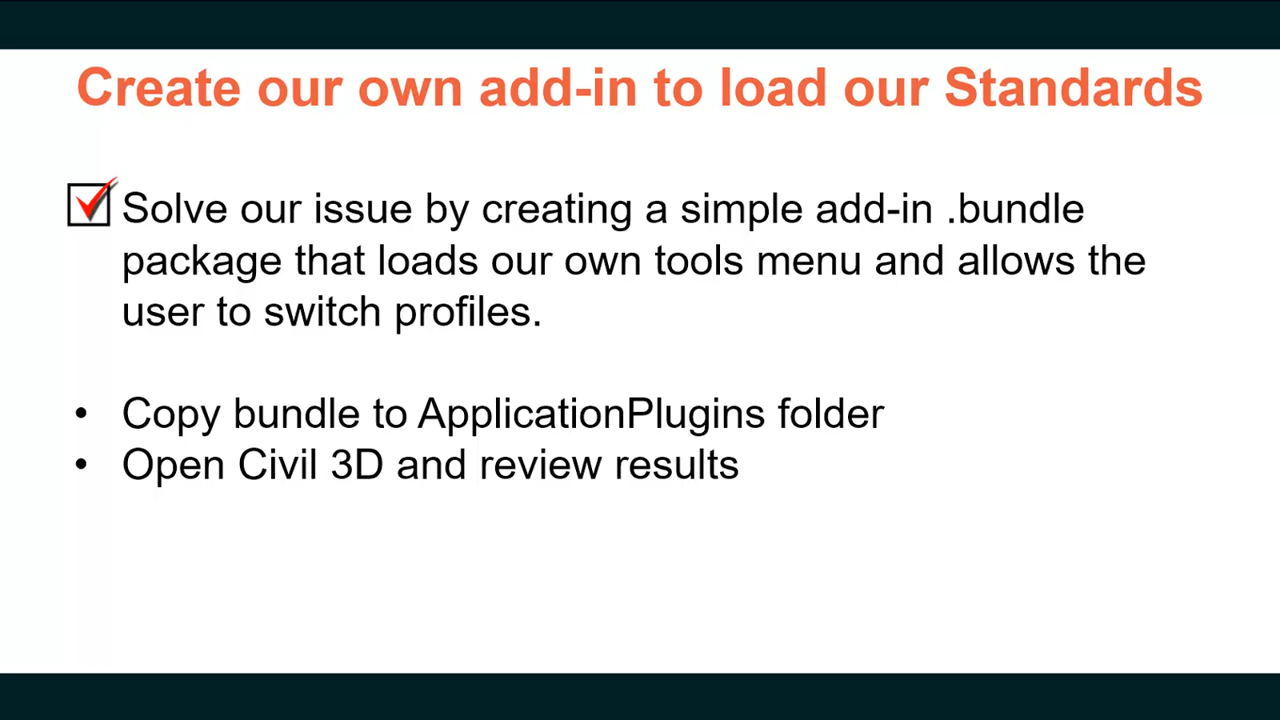 Create our own add-in to load our Standards
Solve our issue by creating a simple add-in .bundle
package that loads our own tools menu and allows the
user to switch profiles.
• Copy bundle to ApplicationPlugins folder
• Open Civil 3D and review results